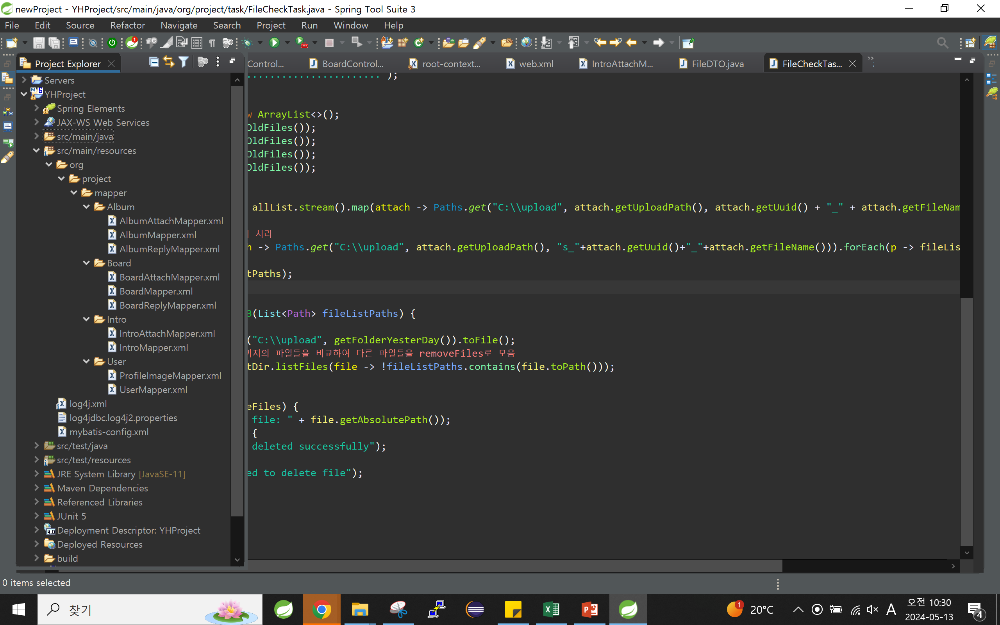 newProject - YHProject/src/main/java/org/project/task/FileCheckTask.java - Spring Tool Suite 3
File Edit Source Refactor Navigate Search Project Run Window Help
Project Explorer
Control... BoardControl... root-context... web.xml IntroAttachM... FileDTO.java FileCheckTas...
Servers
YHProject
Spring Elements
JAX-WS Web Services
src/main/java
src/main/resources
org
project
mapper
Album
AlbumAttachMapper.xml
AlbumMapper.xml
AlbumReplyMapper.xml
Board
BoardAttachMapper.xml
BoardMapper.xml
BoardReplyMapper.xml
Intro
IntroAttachMapper.xml
IntroMapper.xml
User
ProfileImageMapper.xml
UserMapper.xml
log4j.xml
log4jdbc.log4j2.properties
mybatis-config.xml
src/test/java
src/test/resources
JRE System Library [JavaSE-11]
Maven Dependencies
Referenced Libraries
JUnit 5
Deployment Descriptor: YHProject
Deployed Resources
build
);
w ArrayList<>();
OldFiles());
OldFiles());
OldFiles());
OldFiles());
allList.stream().map(attach -> Paths.get("C:\\upload", attach.getUploadPath(), attach.getUuid() + "_" + attach.getFileNam
처리
h -> Paths.get("C:\\upload", attach.getUploadPath(), "s_"+attach.getUuid()+"_"+attach.getFileName())).forEach(p -> fileLis
tPaths);
B(List<Path> fileListPaths) {
("C:\\upload", getFolderYesterDay()).toFile();
까지의 파일들을 비교하여 다른 파일들을 removeFiles로 모음
tDir.listFiles(file -> !fileListPaths.contains(file.toPath()));
eFiles) {
file: " + file.getAbsolutePath());
{
deleted successfully");
ed to delete file");
0 items selected
찾기
1
20°C
A
오전 10:30
2024-05-13
4